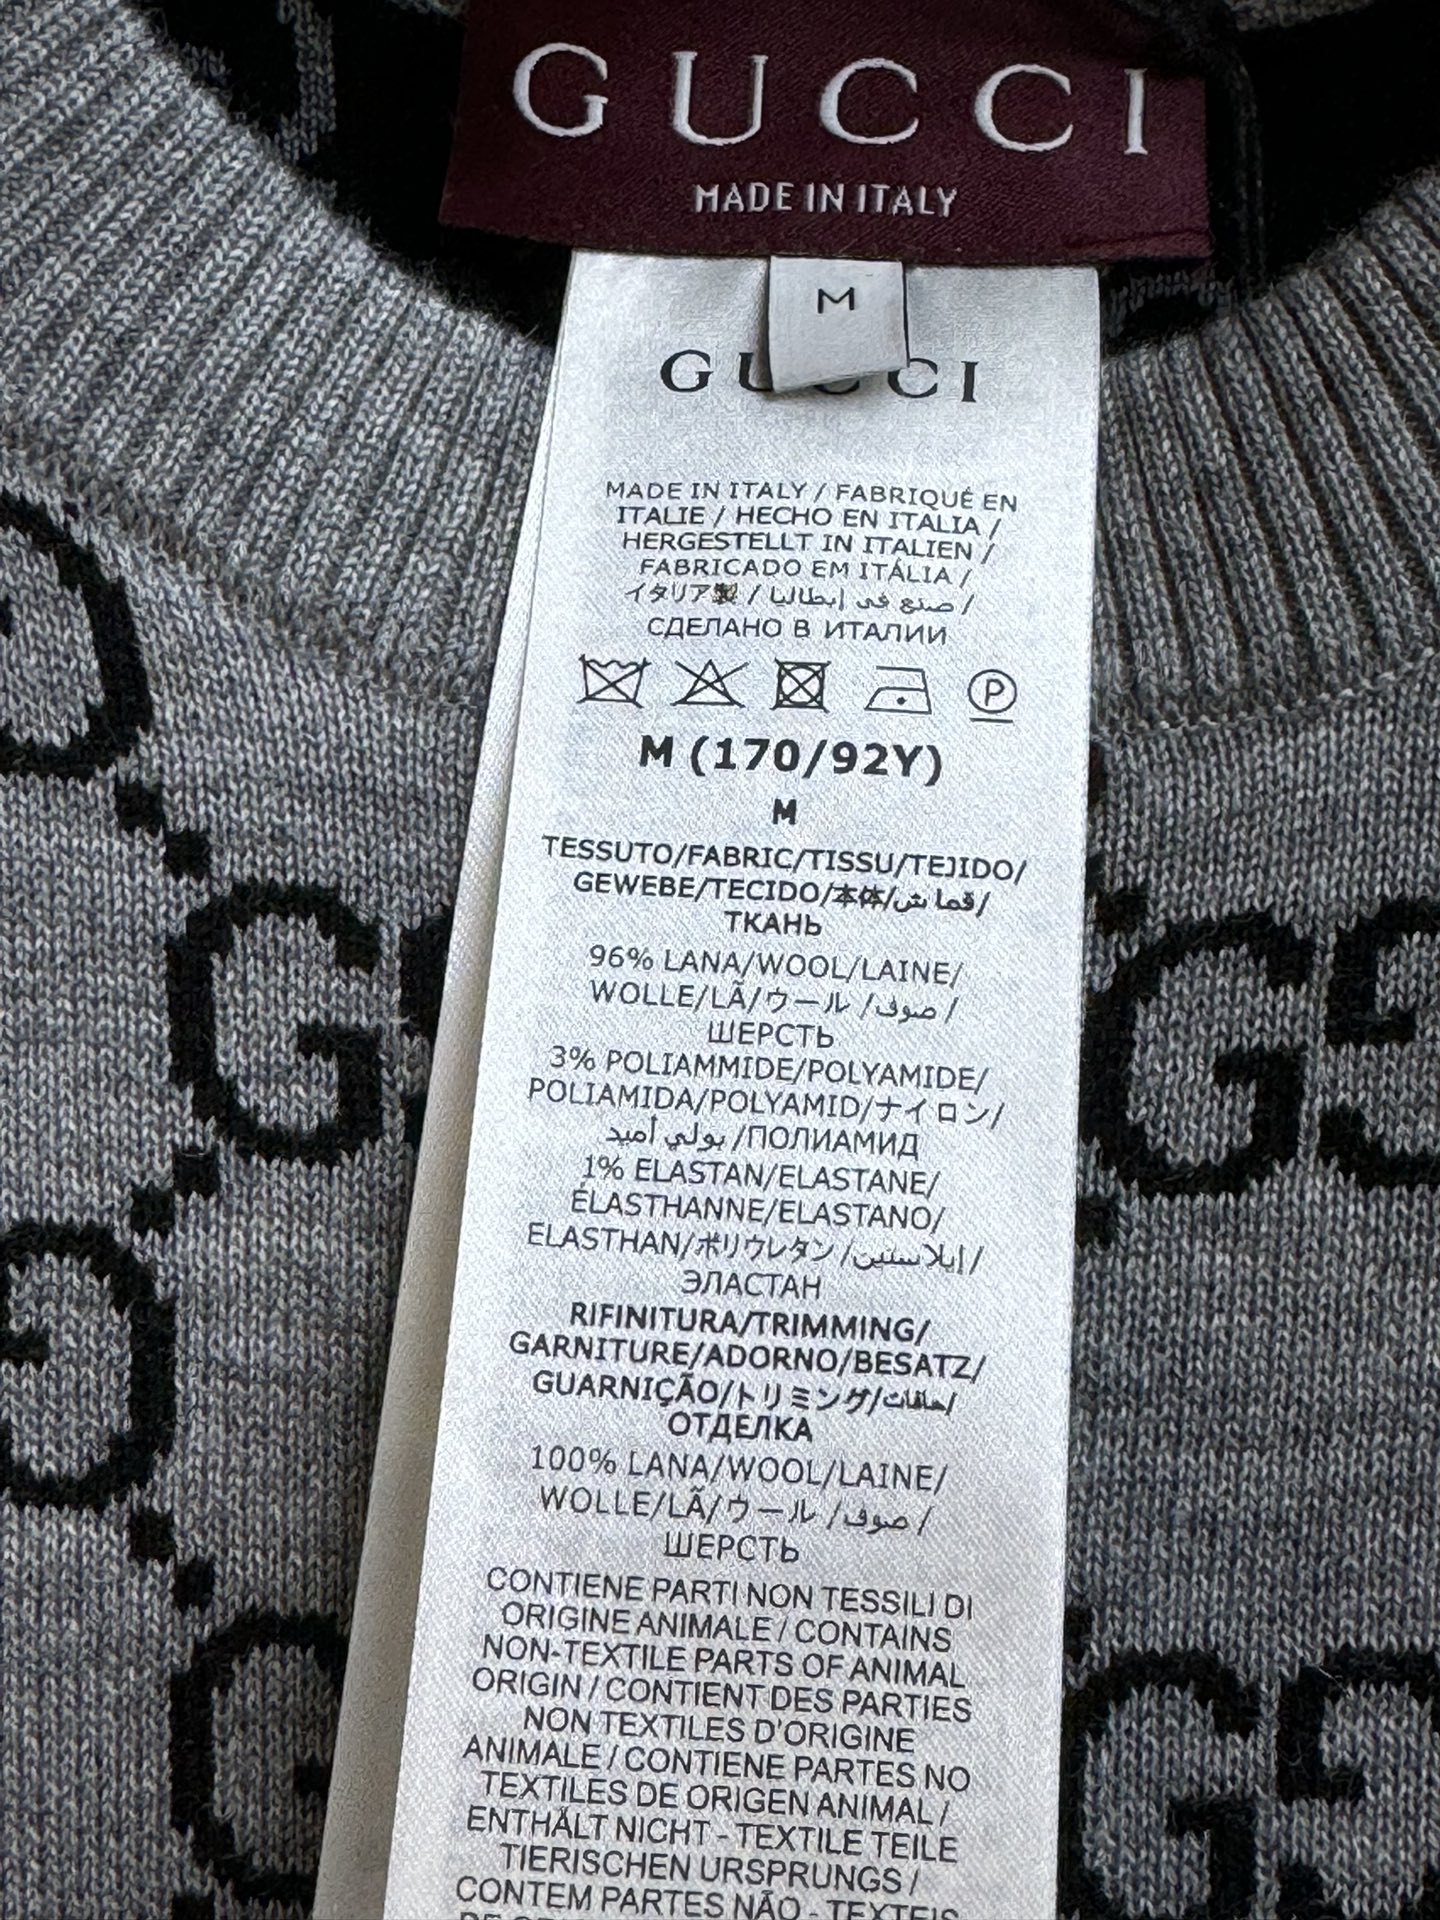 GUCCI
MADE IN ITALY
M
MADE IN ITALY / FABRIQUÉ EN
ITALIE / HECHO EN ITALIA /
HERGESTELLT IN ITALIEN /
FABRICADO EM ITÁLIA /
イタリア製 / صنع في إيطاليا /
СДЕЛАНО В ИТАЛИИ
P
M (170/92Y)
M
TESSUTO/FABRIC/TISSU/TEJIDO/
GEWEBE/TECIDO/本体/قماش/
ТКАНЬ
96% LANA/WOOL/LAINE/
WOLLE/LÃ/ウール /صوف /
ШЕРСТЬ
3% POLIAMMIDE/POLYAMIDE/
POLIAMIDA/POLYAMID/ナイロン/
بولي أميد /ПОЛИАМИД
1% ELASTAN/ELASTANE/
ÉLASTHANNE/ELASTANO/
ELASTHAN/ポリウレタン /إيلاستين /
ЭЛАСТАН
RIFINITURA/TRIMMING/
GARNITURE/ADORNO/BESATZ/
GUARNIÇÃO/トリミング/حافات/
ОТДЕЛКА
100% LANA/WOOL/LAINE/
WOLLE/LÃ/ウール /صوف /
ШЕРСТЬ
CONTIENE PARTI NON TESSILI DI
ORIGINE ANIMALE / CONTAINS
NON-TEXTILE PARTS OF ANIMAL
ORIGIN / CONTIENT DES PARTIES
NON TEXTILES D'ORIGINE
ANIMALE / CONTIENE PARTES NO
TEXTILES DE ORIGEN ANIMAL /
ENTHÄLT NICHT - TEXTILE TEILE
TIERISCHEN URSPRUNGS /
CONTEM PARTES NÃO - TEXTEIS